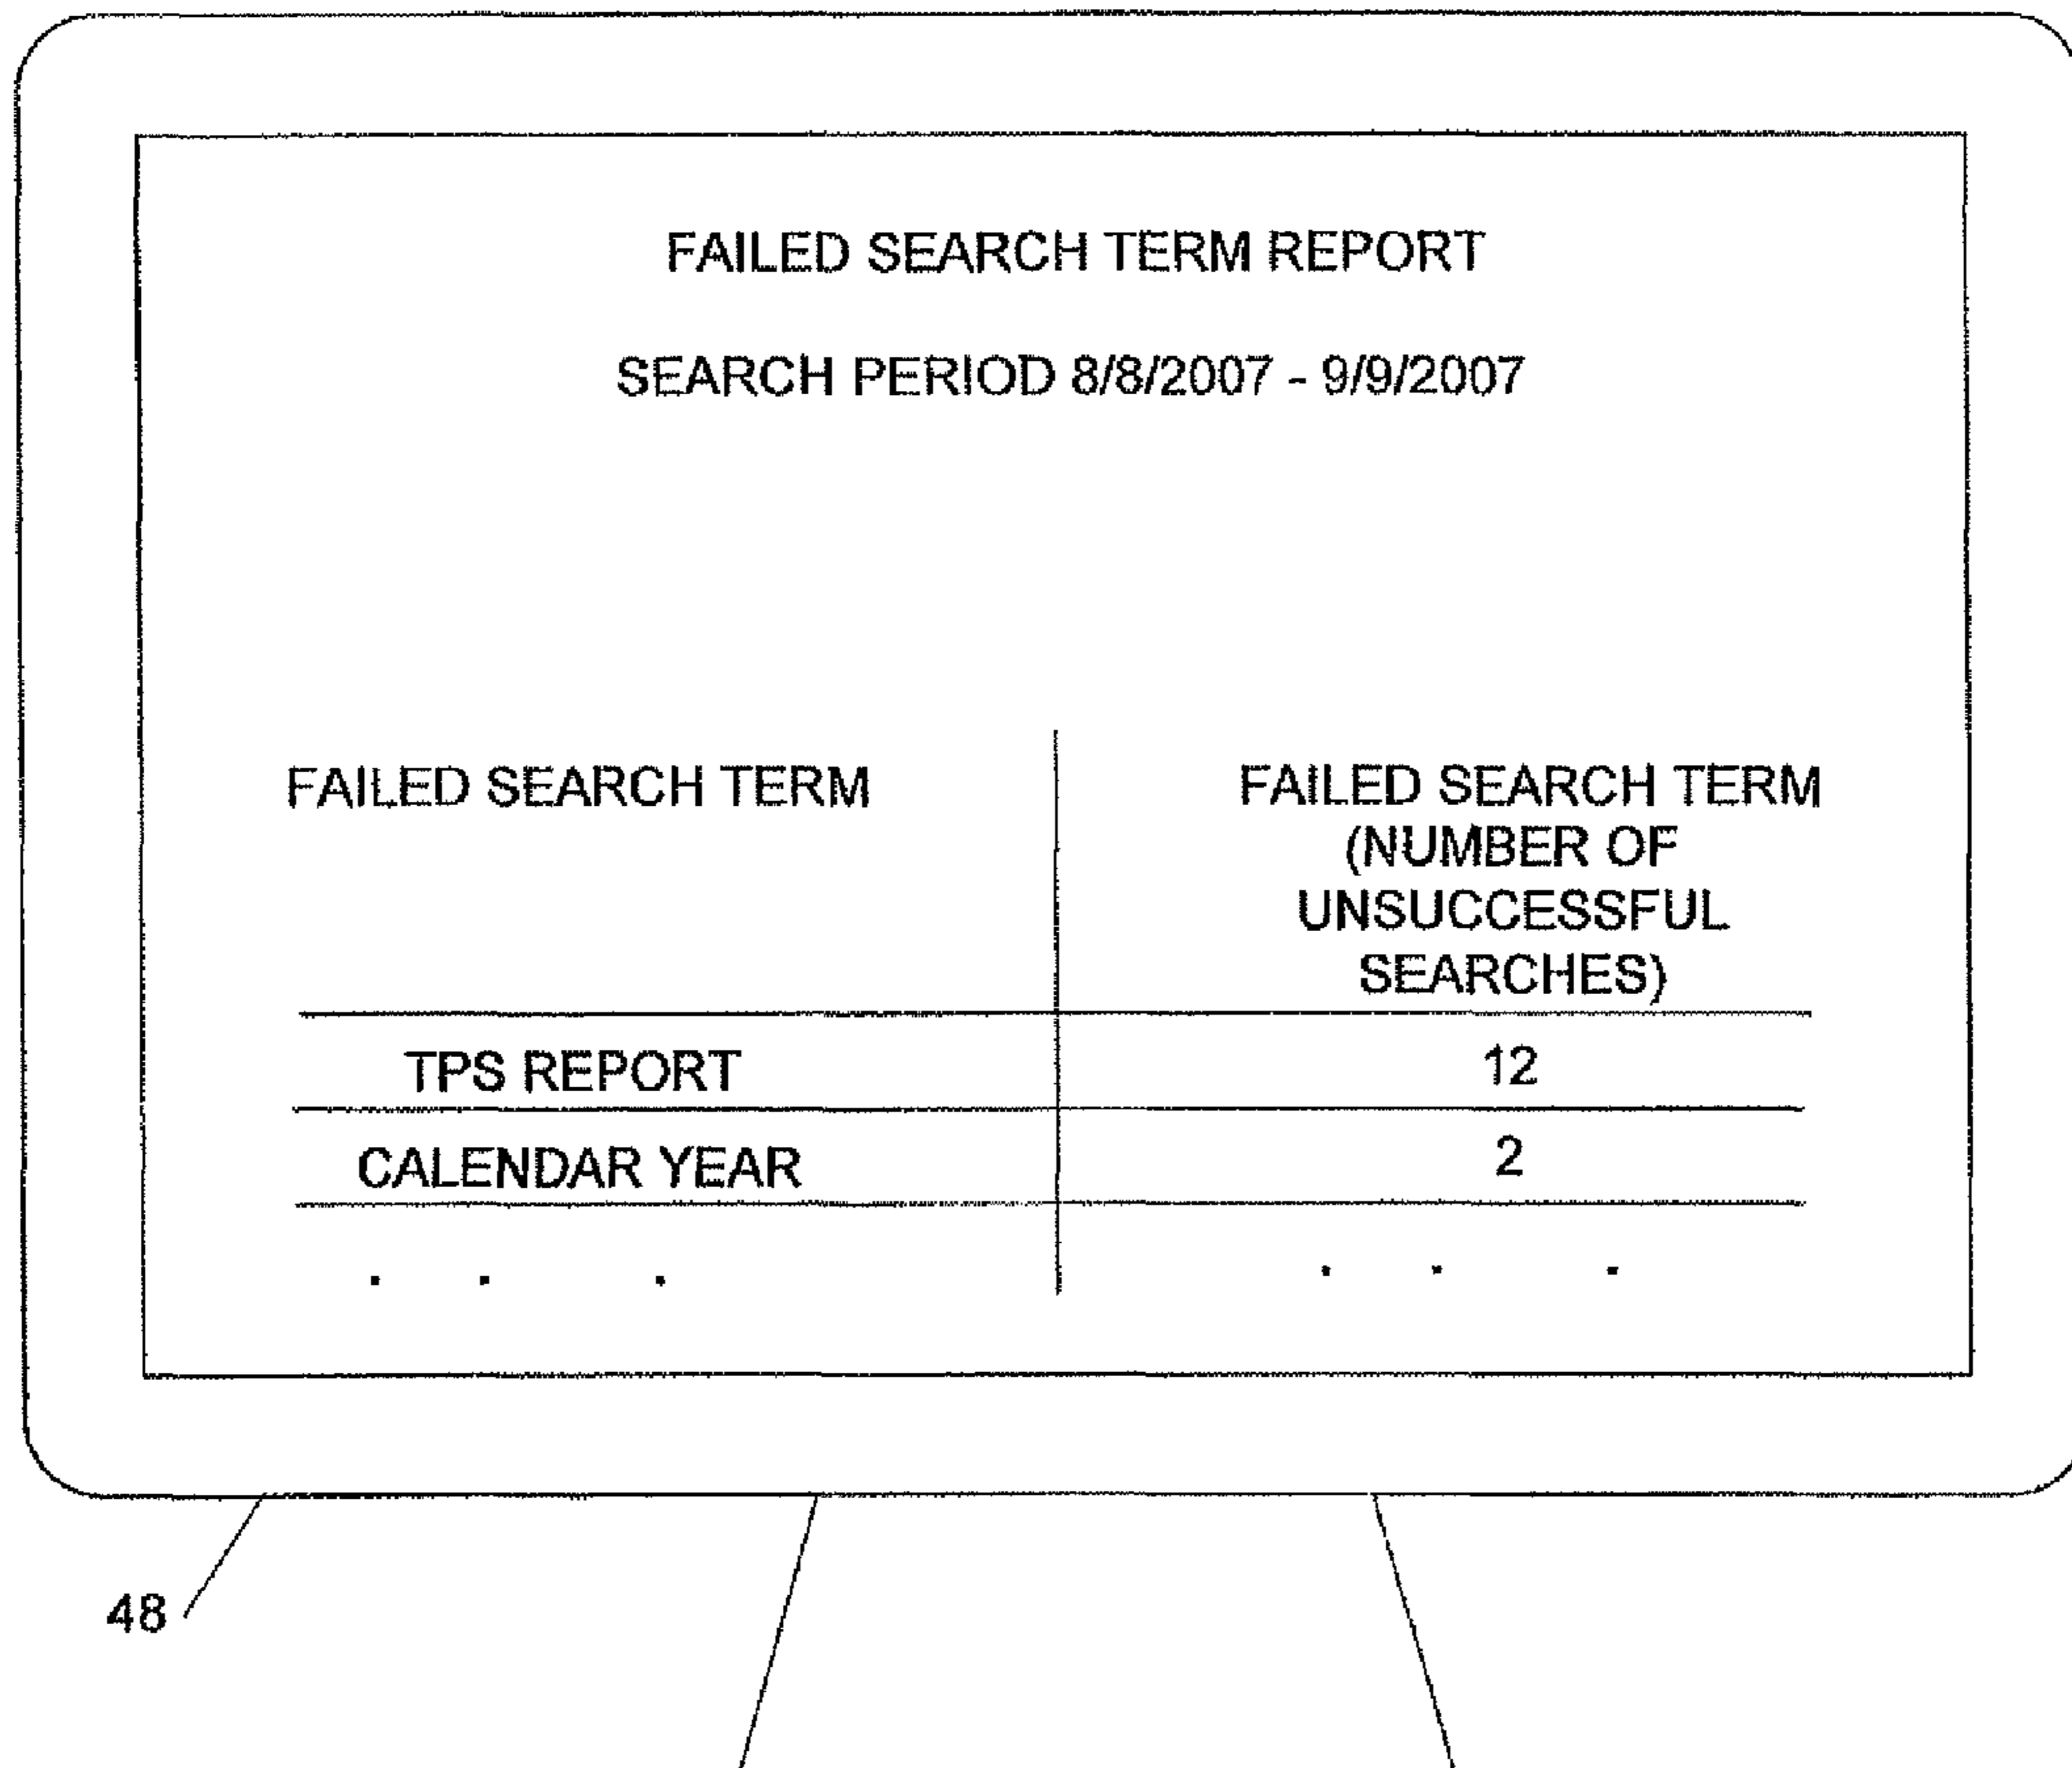 FAILED SEARCH TERM REPORT
SEARCH PERIOD 8/8/2007 - 9/9/2007
FAILED SEARCH TERM
FAILED SEARCH TERM
(NUMBER OF
UNSUCCESSFUL
SEARCHES)
TPS REPORT 12
CALENDAR YEAR 2
. . . . . .
48